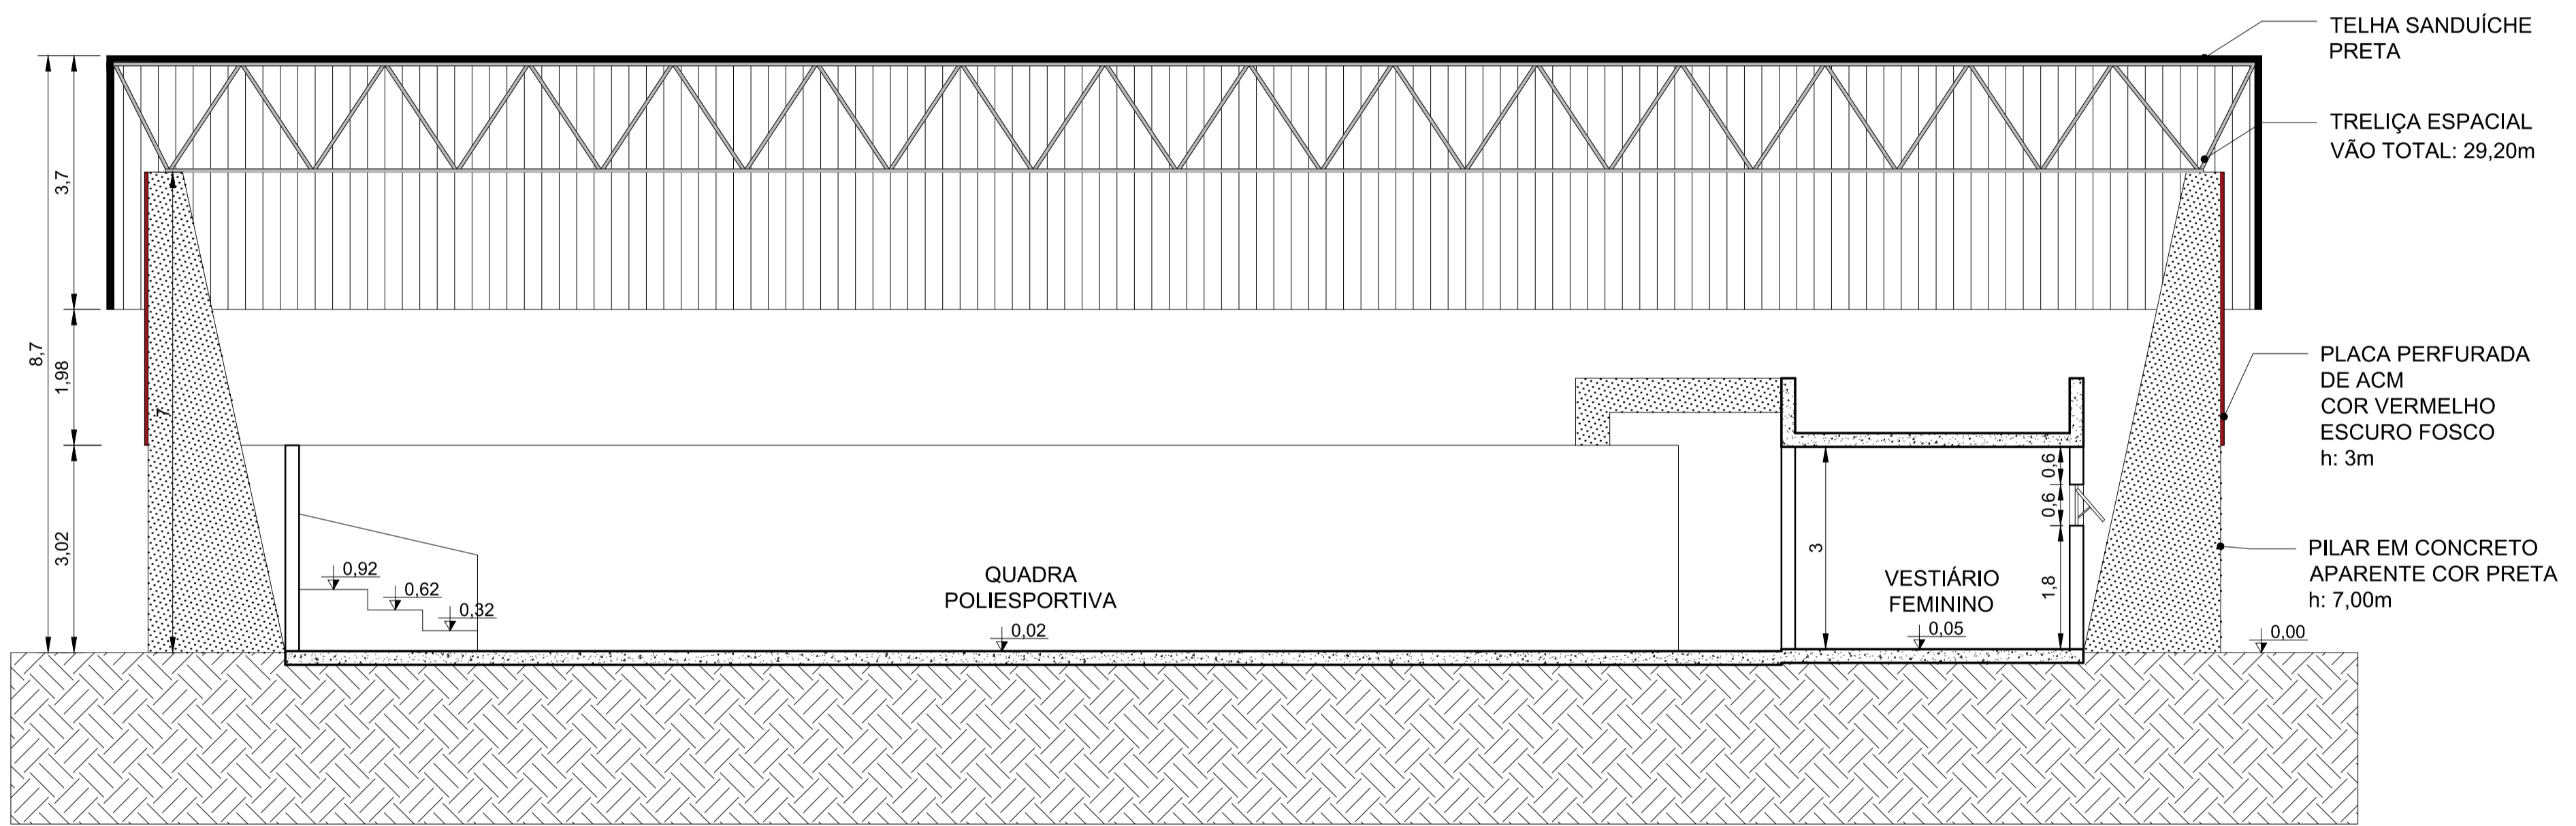 TELHA SANDUÍCHE
PRETA
TRELIÇA ESPACIAL
VÃO TOTAL: 29,20m
3,7
8,7
1,98
7
3,02
PLACA PERFURADA
DE ACM
COR VERMELHO
ESCURO FOSCO
h: 3m
0,6
0,6
3
1,8
PILAR EM CONCRETO
APARENTE COR PRETA
h: 7,00m
0,92
0,62
0,32
QUADRA
POLIESPORTIVA
0,02
VESTIÁRIO
FEMININO
0,05
0,00